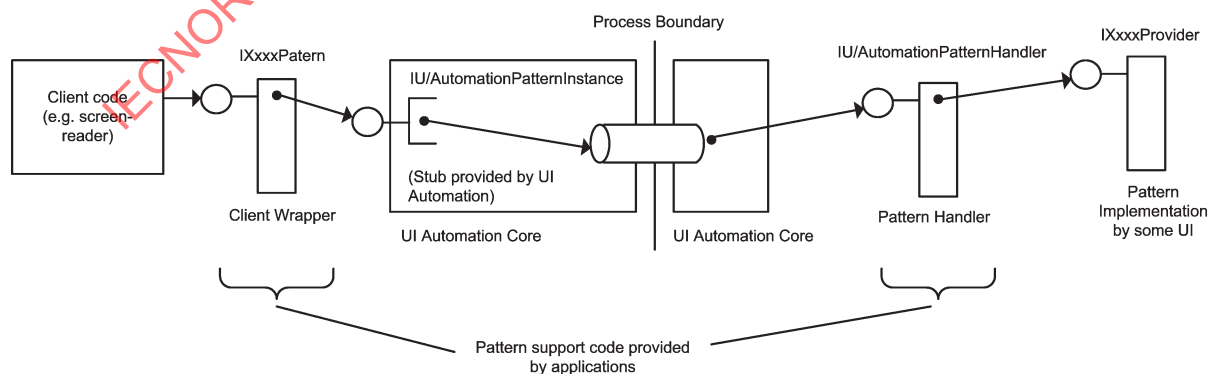 Process Boundary
IXxxxPatern
IU/AutomationPatternInstance
IU/AutomationPatternHandler
IXxxxProvider
Client code
(e.g. screen-
reader)
(Stub provided by UI
Automation)
Client Wrapper
UI Automation Core
UI Automation Core
Pattern Handler
Pattern
Implementation
by some UI
Pattern support code provided
by applications
IECNOR